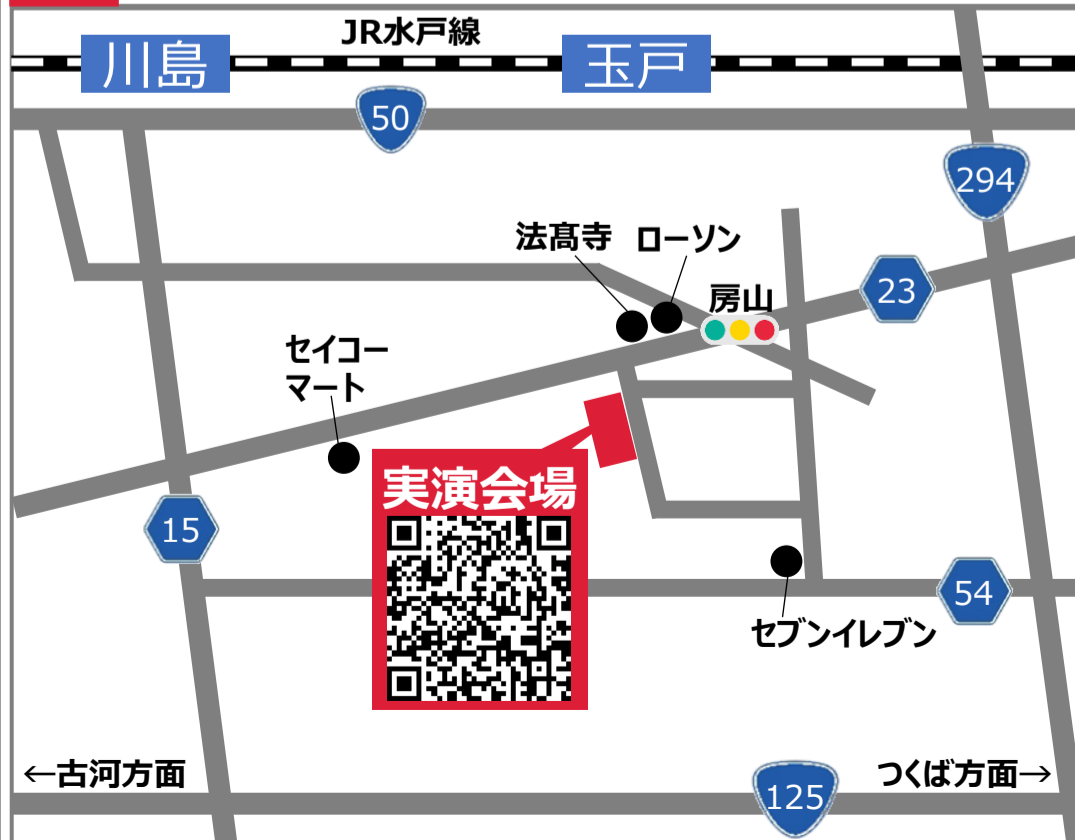 JR水戸線
川島
玉戸
50
294
法髙寺
ローソン
房山
23
セイコー
マート
実演会場
15
54
セブンイレブン
←古河方面
つくば方面→
125